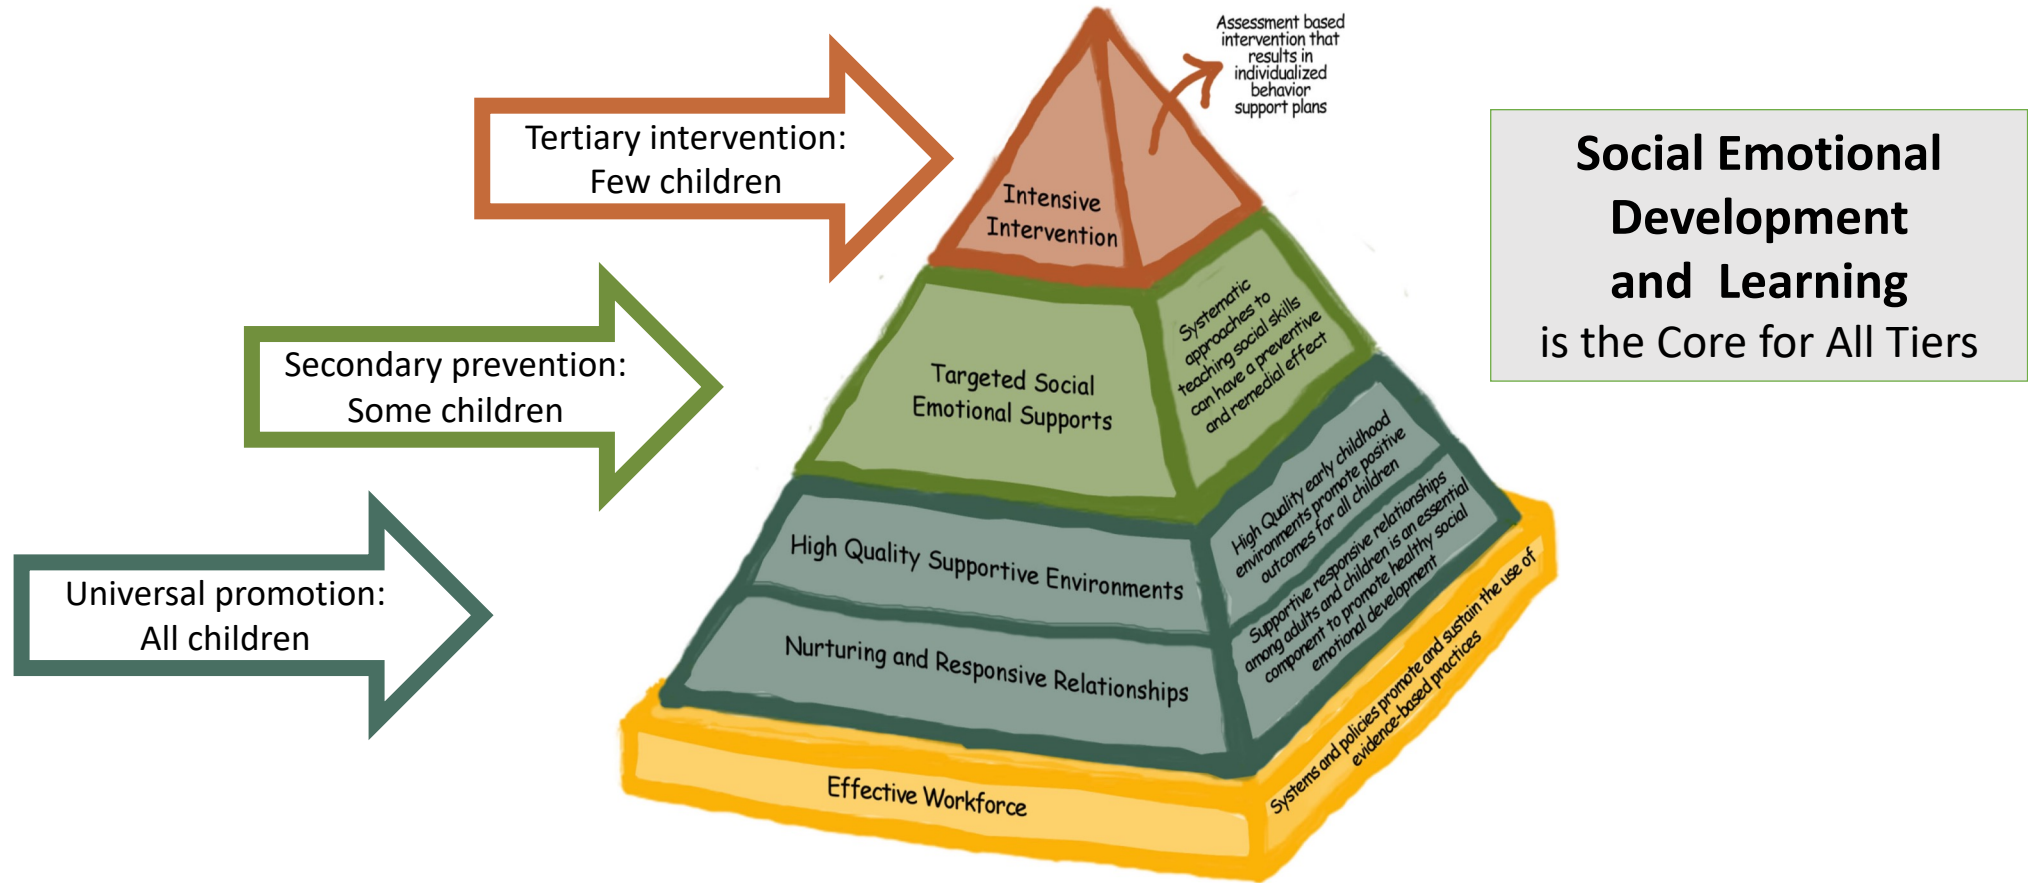 Assessment based
intervention that
results in
individualized
behavior
support plans
Tertiary intervention:
Few children
Social Emotional
Development
and Learning
is the Core for All Tiers
Intensive
Intervention
Secondary prevention:
Some children
Targeted Social
Emotional Supports
Systematic
approaches to
teaching social skills
can have a preventive
and remedial effect
Universal promotion:
All children
High Quality Supportive Environments
High Quality early childhood
environments promote positive
outcomes for all children
Nurturing and Responsive Relationships
Supportive responsive relationships
among adults and children is an essential
component to promote healthy social
emotional development
Effective Workforce
Systems and policies promote and sustain the use of
evidence-based practices